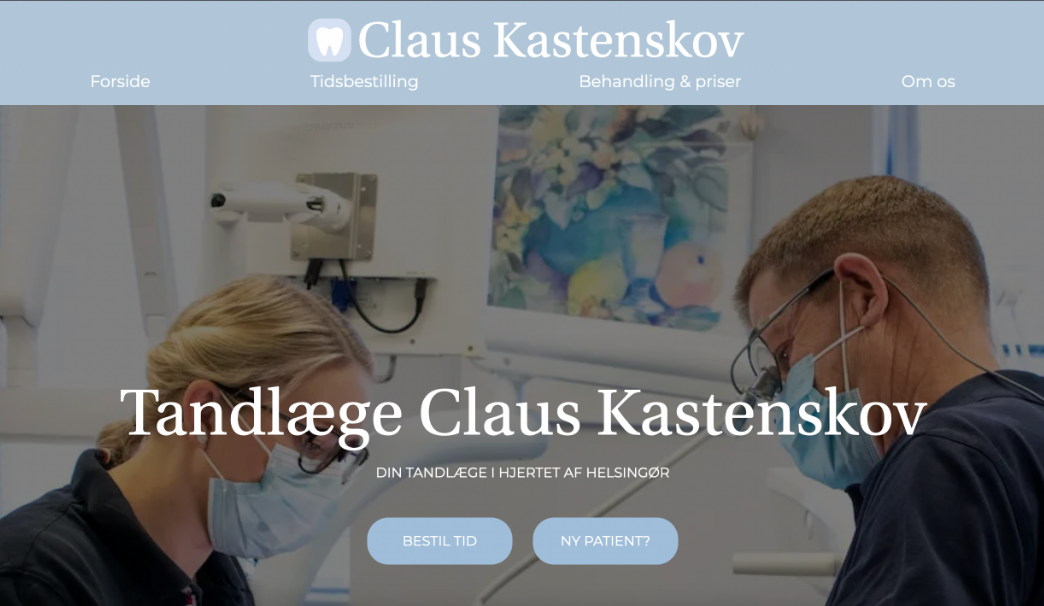 Claus Kastenskov
Forside Tidsbestilling Behandling & priser Om os
Tandlæge Claus Kastenskov
DIN TANDLÆGE I HJERTET AF HELSINGØR
BESTIL TID NY PATIENT?